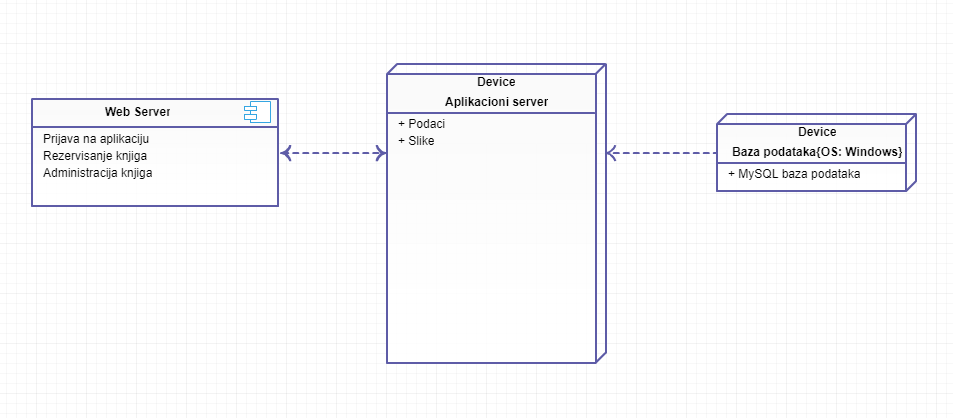 Web Server
Prijava na aplikaciju
Rezervisanje knjiga
Administracija knjiga
Device
Aplikacioni server
+ Podaci
+ Slike
Device
Baza podataka{OS: Windows}
+ MySQL baza podataka